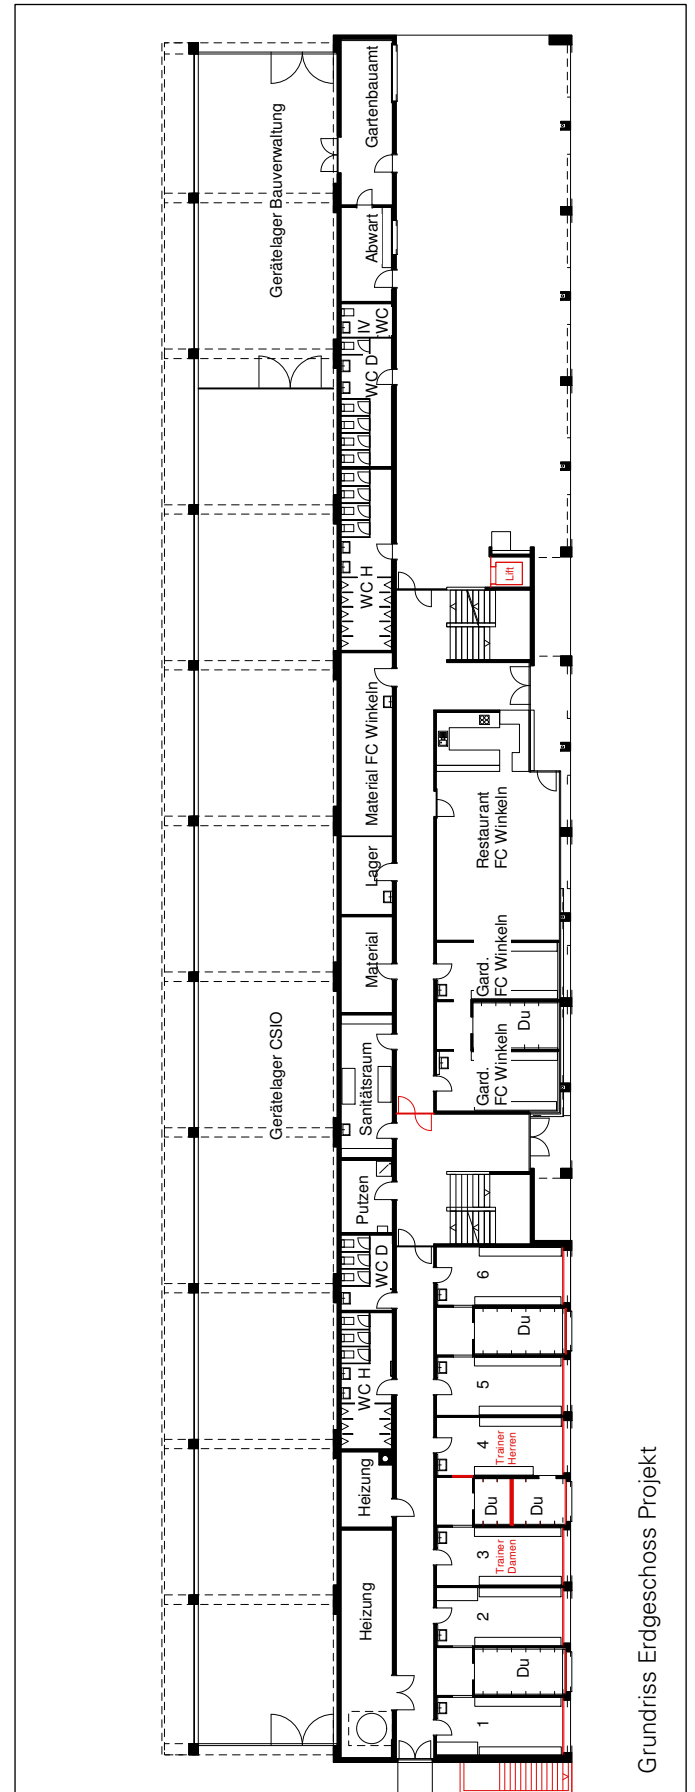 Gerätelager Bauverwaltung
Gerätelager CSIO
Gartenbauamt
Abwart
IV
WC
WC D
WC H
Material FC Winkeln
Lager
Material
Sanitätsraum
Putzen
WC D
WC H
Heizung
Heizung
Lift
Restaurant
FC Winkeln
Gard.
FC Winkeln
Du
Gard.
FC Winkeln
6
Du
5
4
Trainer
Herren
Du
Du
3
Trainer
Damen
2
Du
1
Grundriss Erdgeschoss Projekt